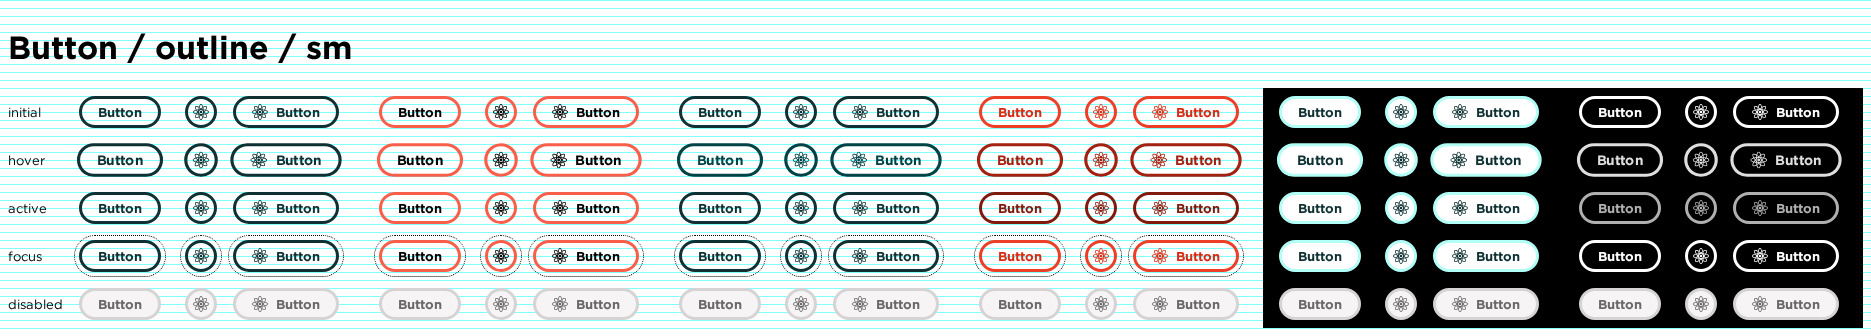 Button / outline / sm
initial Button Button Button Button Button Button Button Button Button Button Button Button
hover Button Button Button Button Button Button Button Button Button Button Button Button
active Button Button Button Button Button Button Button Button Button Button Button Button
focus Button Button Button Button Button Button Button Button Button Button Button Button
disabled Button Button Button Button Button Button Button Button Button Button Button Button